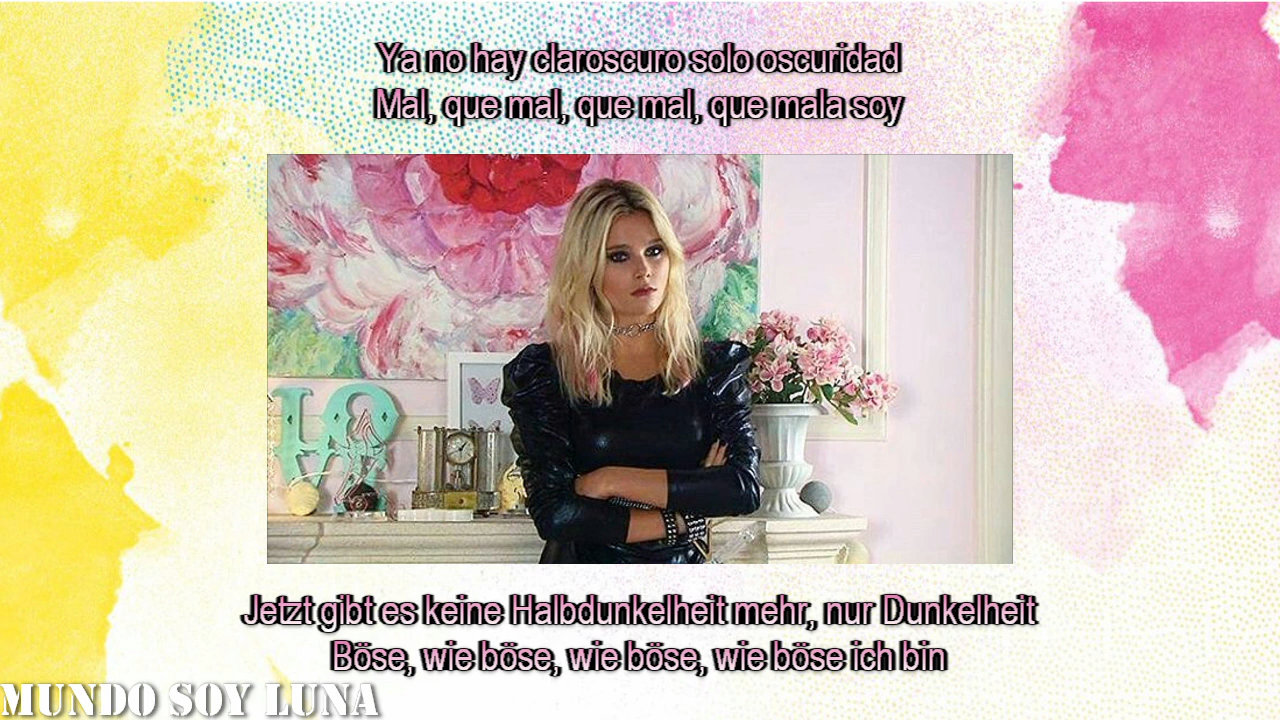 Ya no hay claroscuro solo oscuridad
Mal, que mal, que mal, que mala soy
LOV
Jetzt gibt es keine Halbdunkelheit mehr, nur Dunkelheit
Böse, wie böse, wie böse, wie böse ich bin
MUNDO SOY LUNA